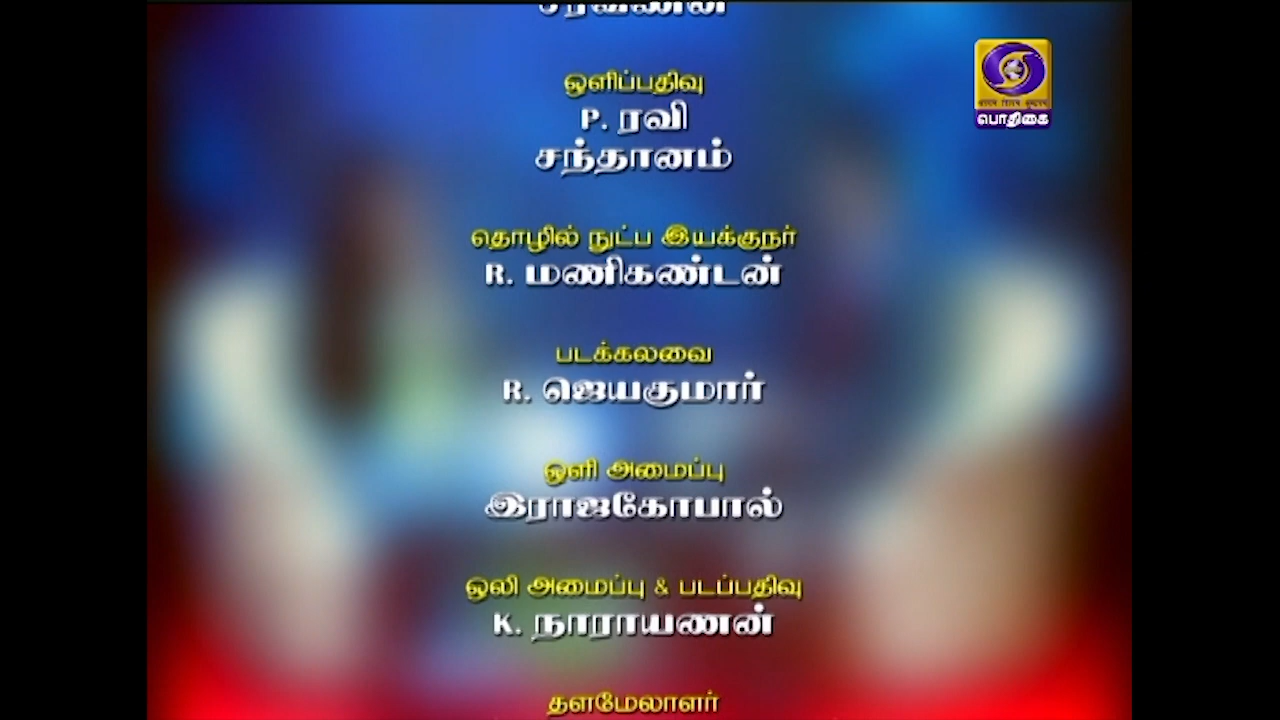 சரவணன்
ஒளிப்பதிவு
P. ரவி
சந்தானம்
தொழில் நுட்ப இயக்குநர்
R. மணிகண்டன்
படக்கலவை
R. ஜெயகுமார்
ஒளி அமைப்பு
இராஜகோபால்
ஒலி அமைப்பு & படப்பதிவு
K. நாராயணன்
தளமேலாளர்
பொதிகை